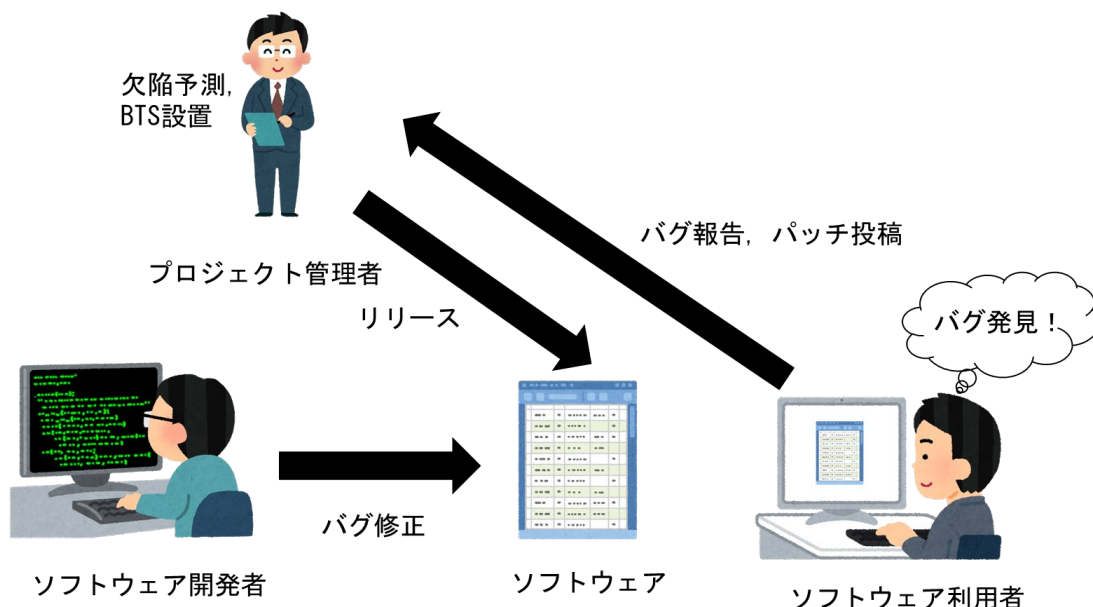 欠陥予測,
BTS設置
プロジェクト管理者
リリース
バグ報告, パッチ投稿
バグ発見！
バグ修正
ソフトウェア開発者
ソフトウェア
ソフトウェア利用者